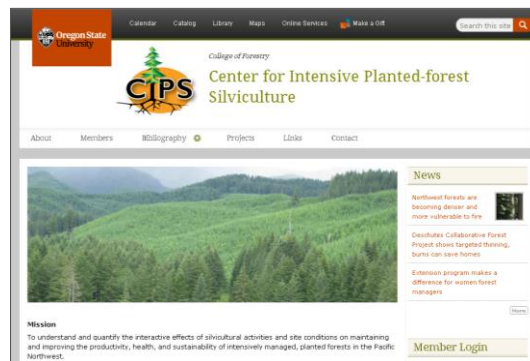 Oregon State
University
Calendar Catalog Library Maps Online Services Make a Gift
Search this site
CIPS
College of Forestry
Center for Intensive Planted-forest
Silviculture
About Members Bibliography Projects Links Contact
News
Northwest forests are
becoming denser and
more vulnerable to fire
Deschutes Collaborative Forest
Project shows targeted thinning,
burns can save homes
Extension program makes a
difference for women forest
managers
More
Mission
To understand and quantify the interactive effects of silvicultural activities and site conditions on maintaining
and improving the productivity, health, and sustainability of intensively managed, planted forests in the Pacific
Northwest.
Member Login